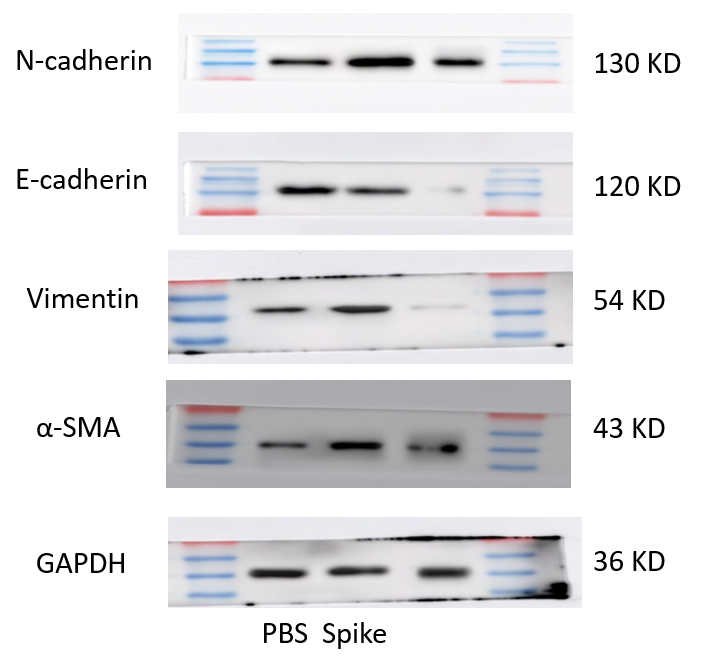 N-cadherin 130 KD
E-cadherin 120 KD
Vimentin 54 KD
α-SMA 43 KD
GAPDH 36 KD
PBS Spike